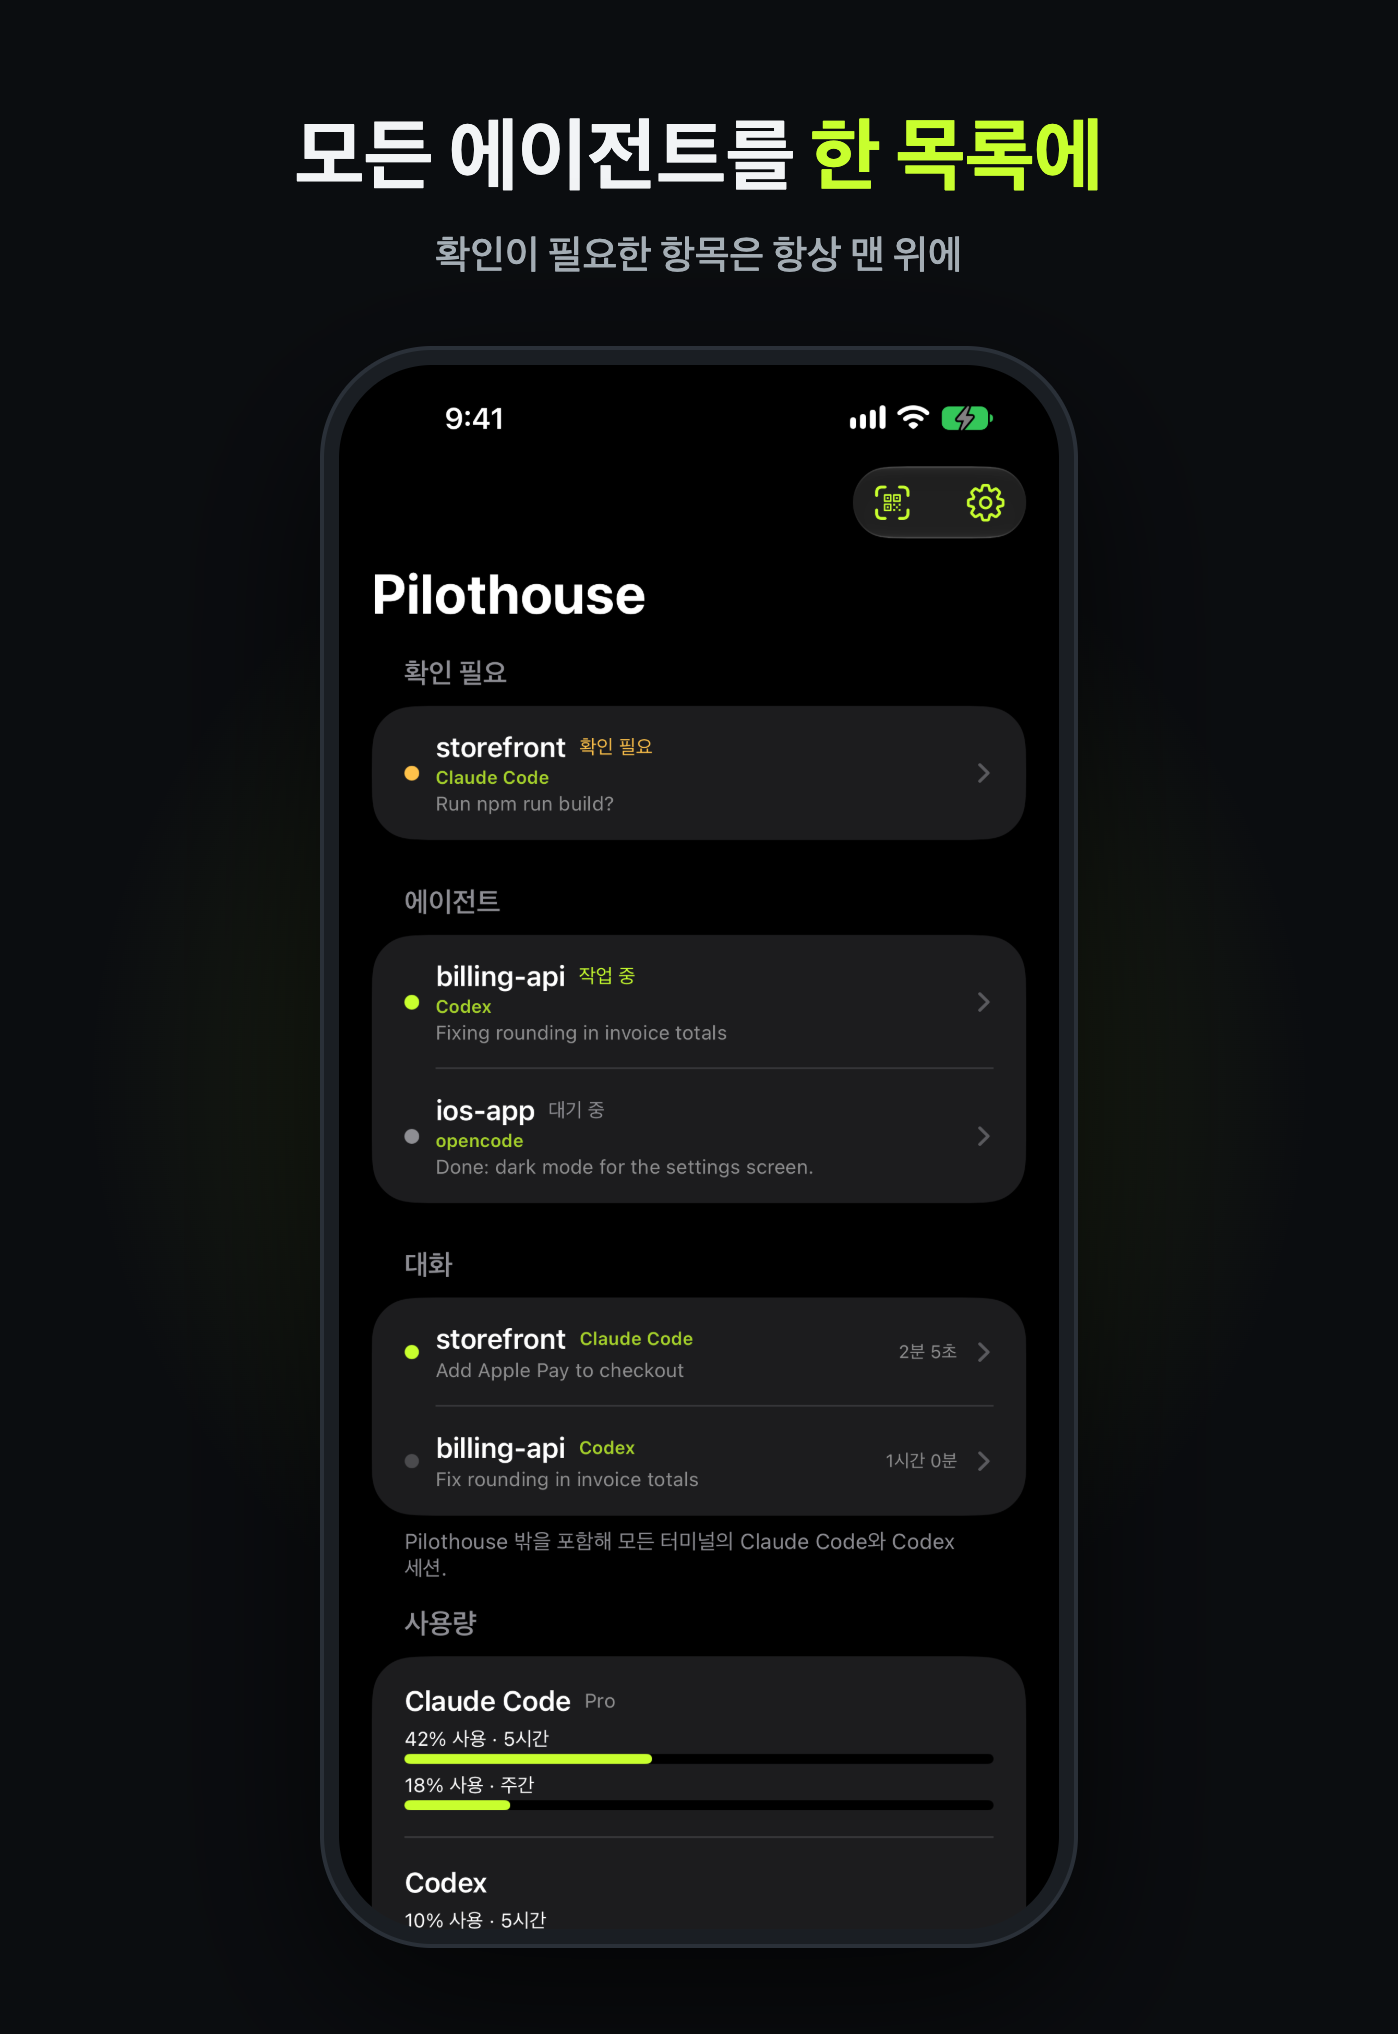 모든 에이전트를 한 목록에
확인이 필요한 항목은 항상 맨 위에
9:41
Pilothouse
확인 필요
storefront 확인 필요
Claude Code
Run npm run build?
에이전트
billing-api 작업 중
Codex
Fixing rounding in invoice totals
ios-app 대기 중
opencode
Done: dark mode for the settings screen.
대화
storefront Claude Code 2분 5초
Add Apple Pay to checkout
billing-api Codex 1시간 0분
Fix rounding in invoice totals
Pilothouse 밖을 포함해 모든 터미널의 Claude Code와 Codex
세션.
사용량
Claude Code Pro
42% 사용 · 5시간
18% 사용 · 주간
Codex
10% 사용 · 5시간